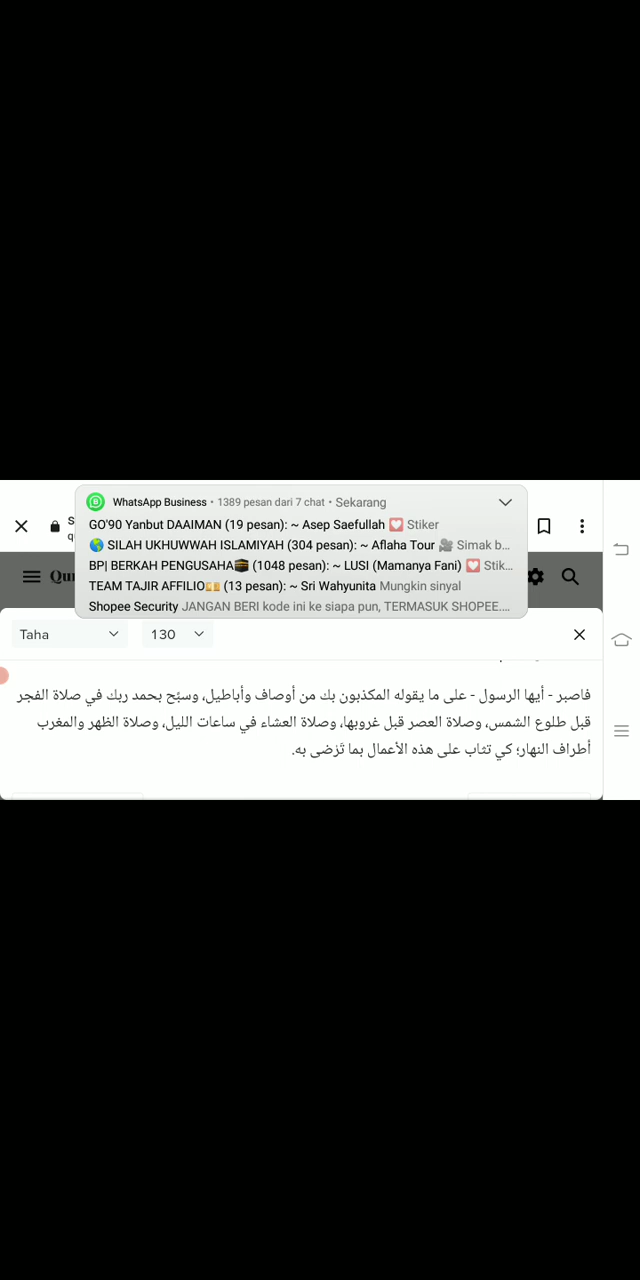 WhatsApp Business • 1389 pesan dari 7 chat • Sekarang
GO'90 Yanbut DAAIMAN (19 pesan): ~ Asep Saefullah 💟 Stiker
🌎 SILAH UKHUWWAH ISLAMIYAH (304 pesan): ~ Aflaha Tour 🎥 Simak b...
BP| BERKAH PENGUSAHA🕋 (1048 pesan): ~ LUSI (Mamanya Fani) 💟 Stik...
TEAM TAJIR AFFILIO💴 (13 pesan): ~ Sri Wahyunita Mungkin sinyal
Shopee Security JANGAN BERI kode ini ke siapa pun, TERMASUK SHOPEE....
S
q
Qu
Taha
130
فاصبر - أيها الرسول - على ما يقوله المكذبون بك من أوصاف وأباطيل، وسبّح بحمد ربك في صلاة الفجر
قبل طلوع الشمس، وصلاة العصر قبل غروبها، وصلاة العشاء في ساعات الليل، وصلاة الظهر والمغرب
أطراف النهار؛ كي تثاب على هذه الأعمال بما تَرْضى به.